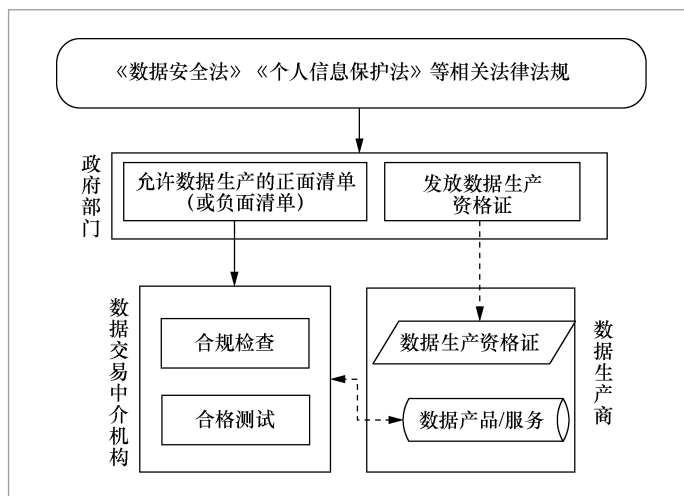 《数据安全法》《个人信息保护法》等相关法律法规
政府部门
允许数据生产的正面清单
(或负面清单)
发放数据生产
资格证
数据交易中介机构
合规检查
合格测试
数据生产资格证
数据产品/服务
数据生产商